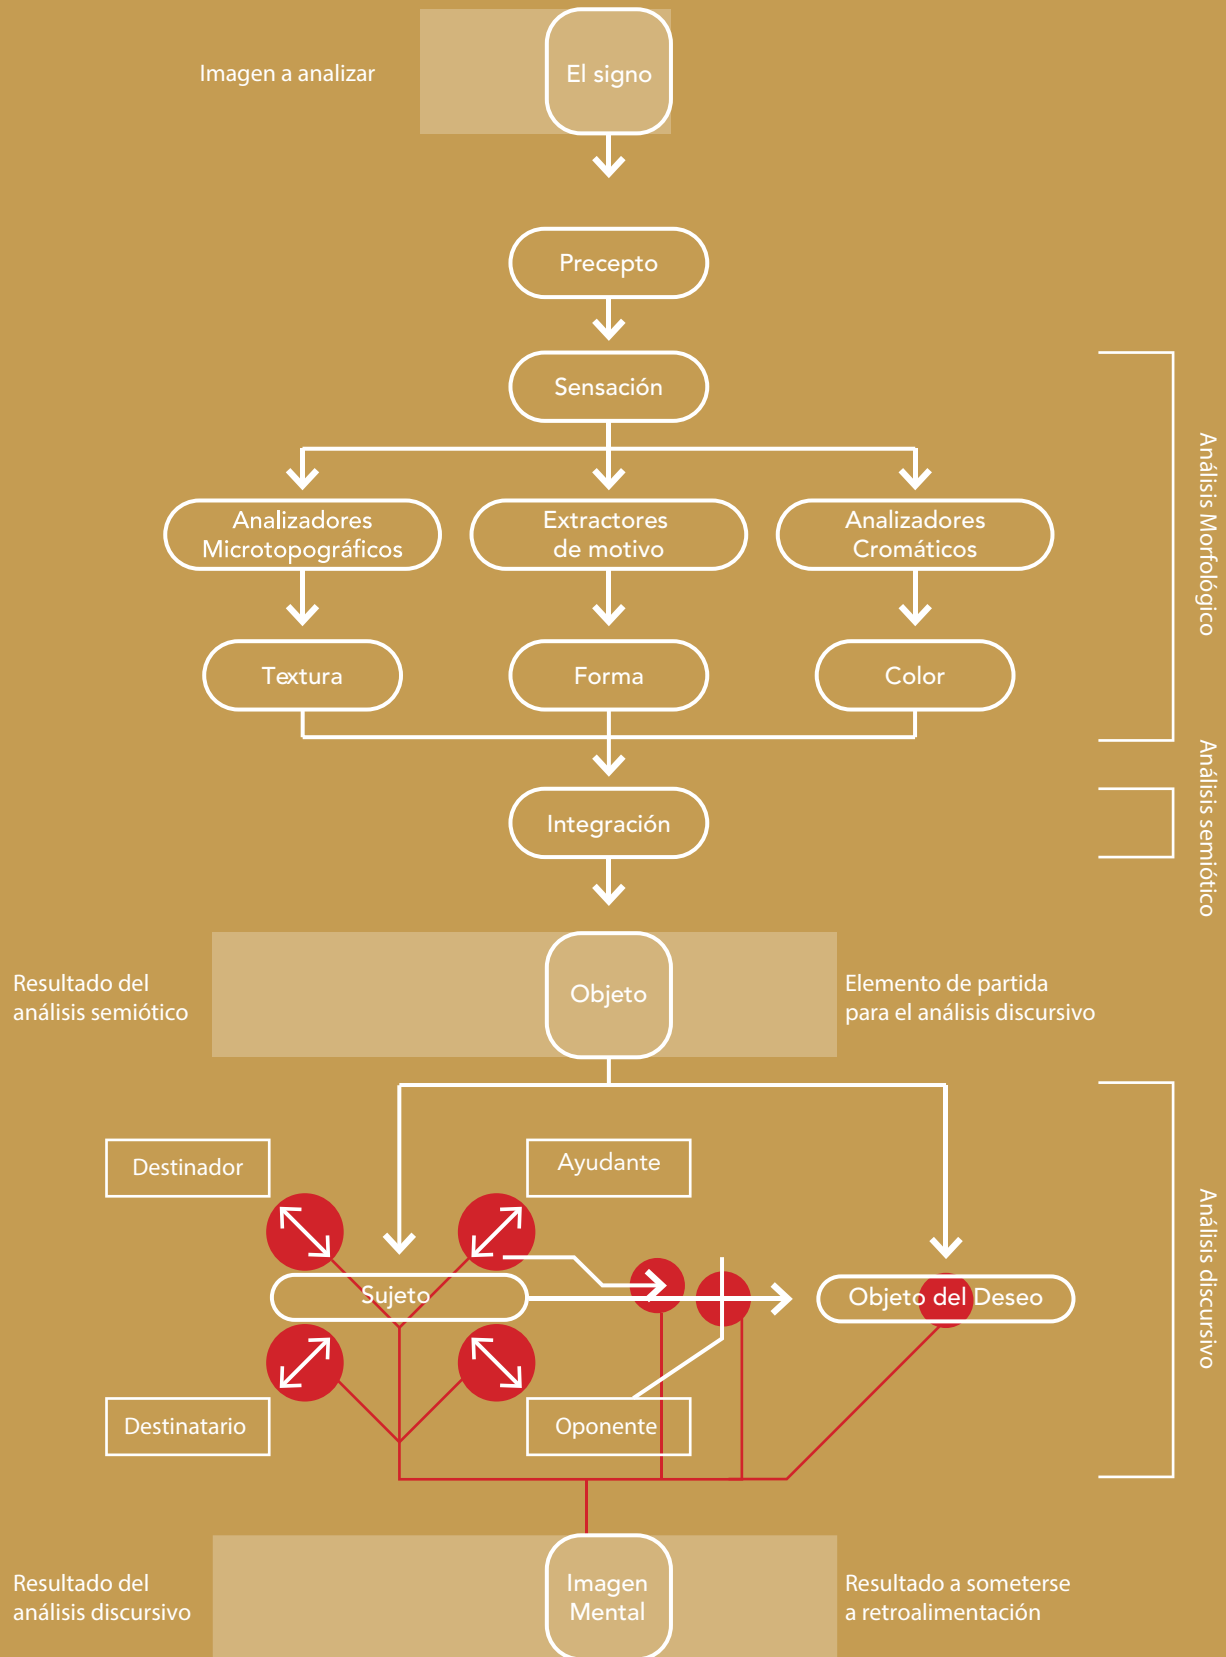 Imagen a analizar
El signo
Precepto
Sensación
Analizadores
Microtopográficos
Extractores
de motivo
Analizadores
Cromáticos
Textura
Forma
Color
Análisis Morfológico
Integración
Análisis semiótico
Resultado del
análisis semiótico
Objeto
Elemento de partida
para el análisis discursivo
Destinador
Ayudante
Sujeto
Objeto del Deseo
Destinatario
Oponente
Análisis discursivo
Resultado del
análisis discursivo
Imagen
Mental
Resultado a someterse
a retroalimentación